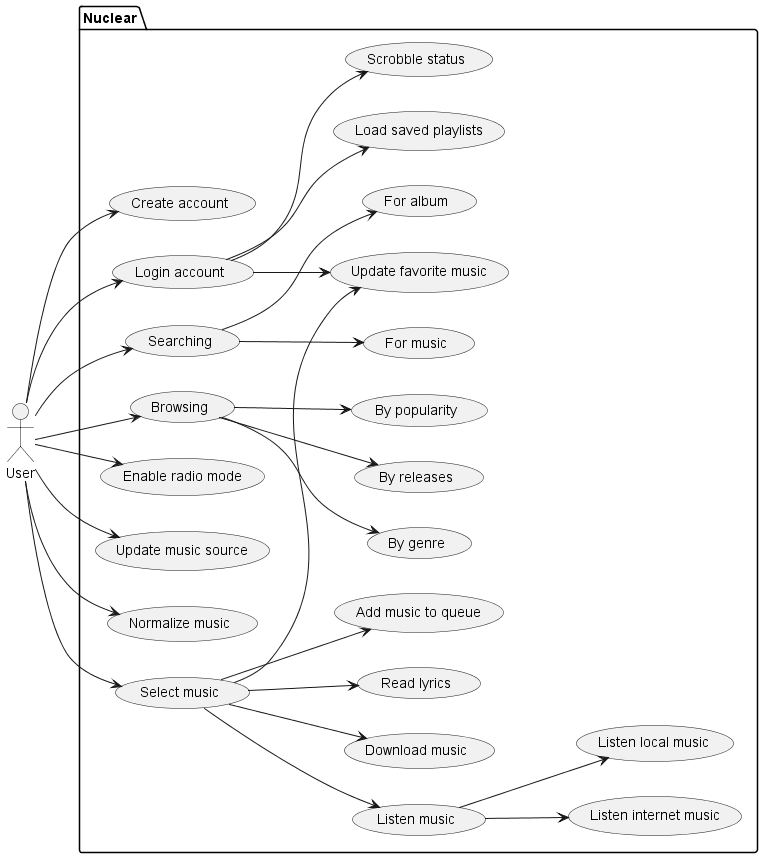 Nuclear
Scrobble status
Load saved playlists
For album
Create account
Login account
Update favorite music
Searching
For music
Browsing
By popularity
User
Enable radio mode
By releases
Update music source
By genre
Normalize music
Add music to queue
Select music
Read lyrics
Download music
Listen local music
Listen music
Listen internet music